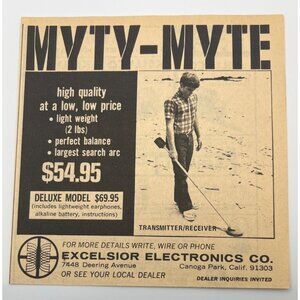 MYTY-MYTE
high quality
at a low, low price
• light weight
(2 lbs)
• perfect balance
• largest search arc
$54.95
DELUXE MODEL $69.95
(includes lightweight earphones,
alkaline battery, instructions)
TRANSMITTER/RECEIVER
FOR MORE DETAILS WRITE, WIRE OR PHONE
EXCELSIOR ELECTRONICS CO.
7448 Deering Avenue Canoga Park, Calif. 91303
OR SEE YOUR LOCAL DEALER DEALER INQUIRIES INVITED